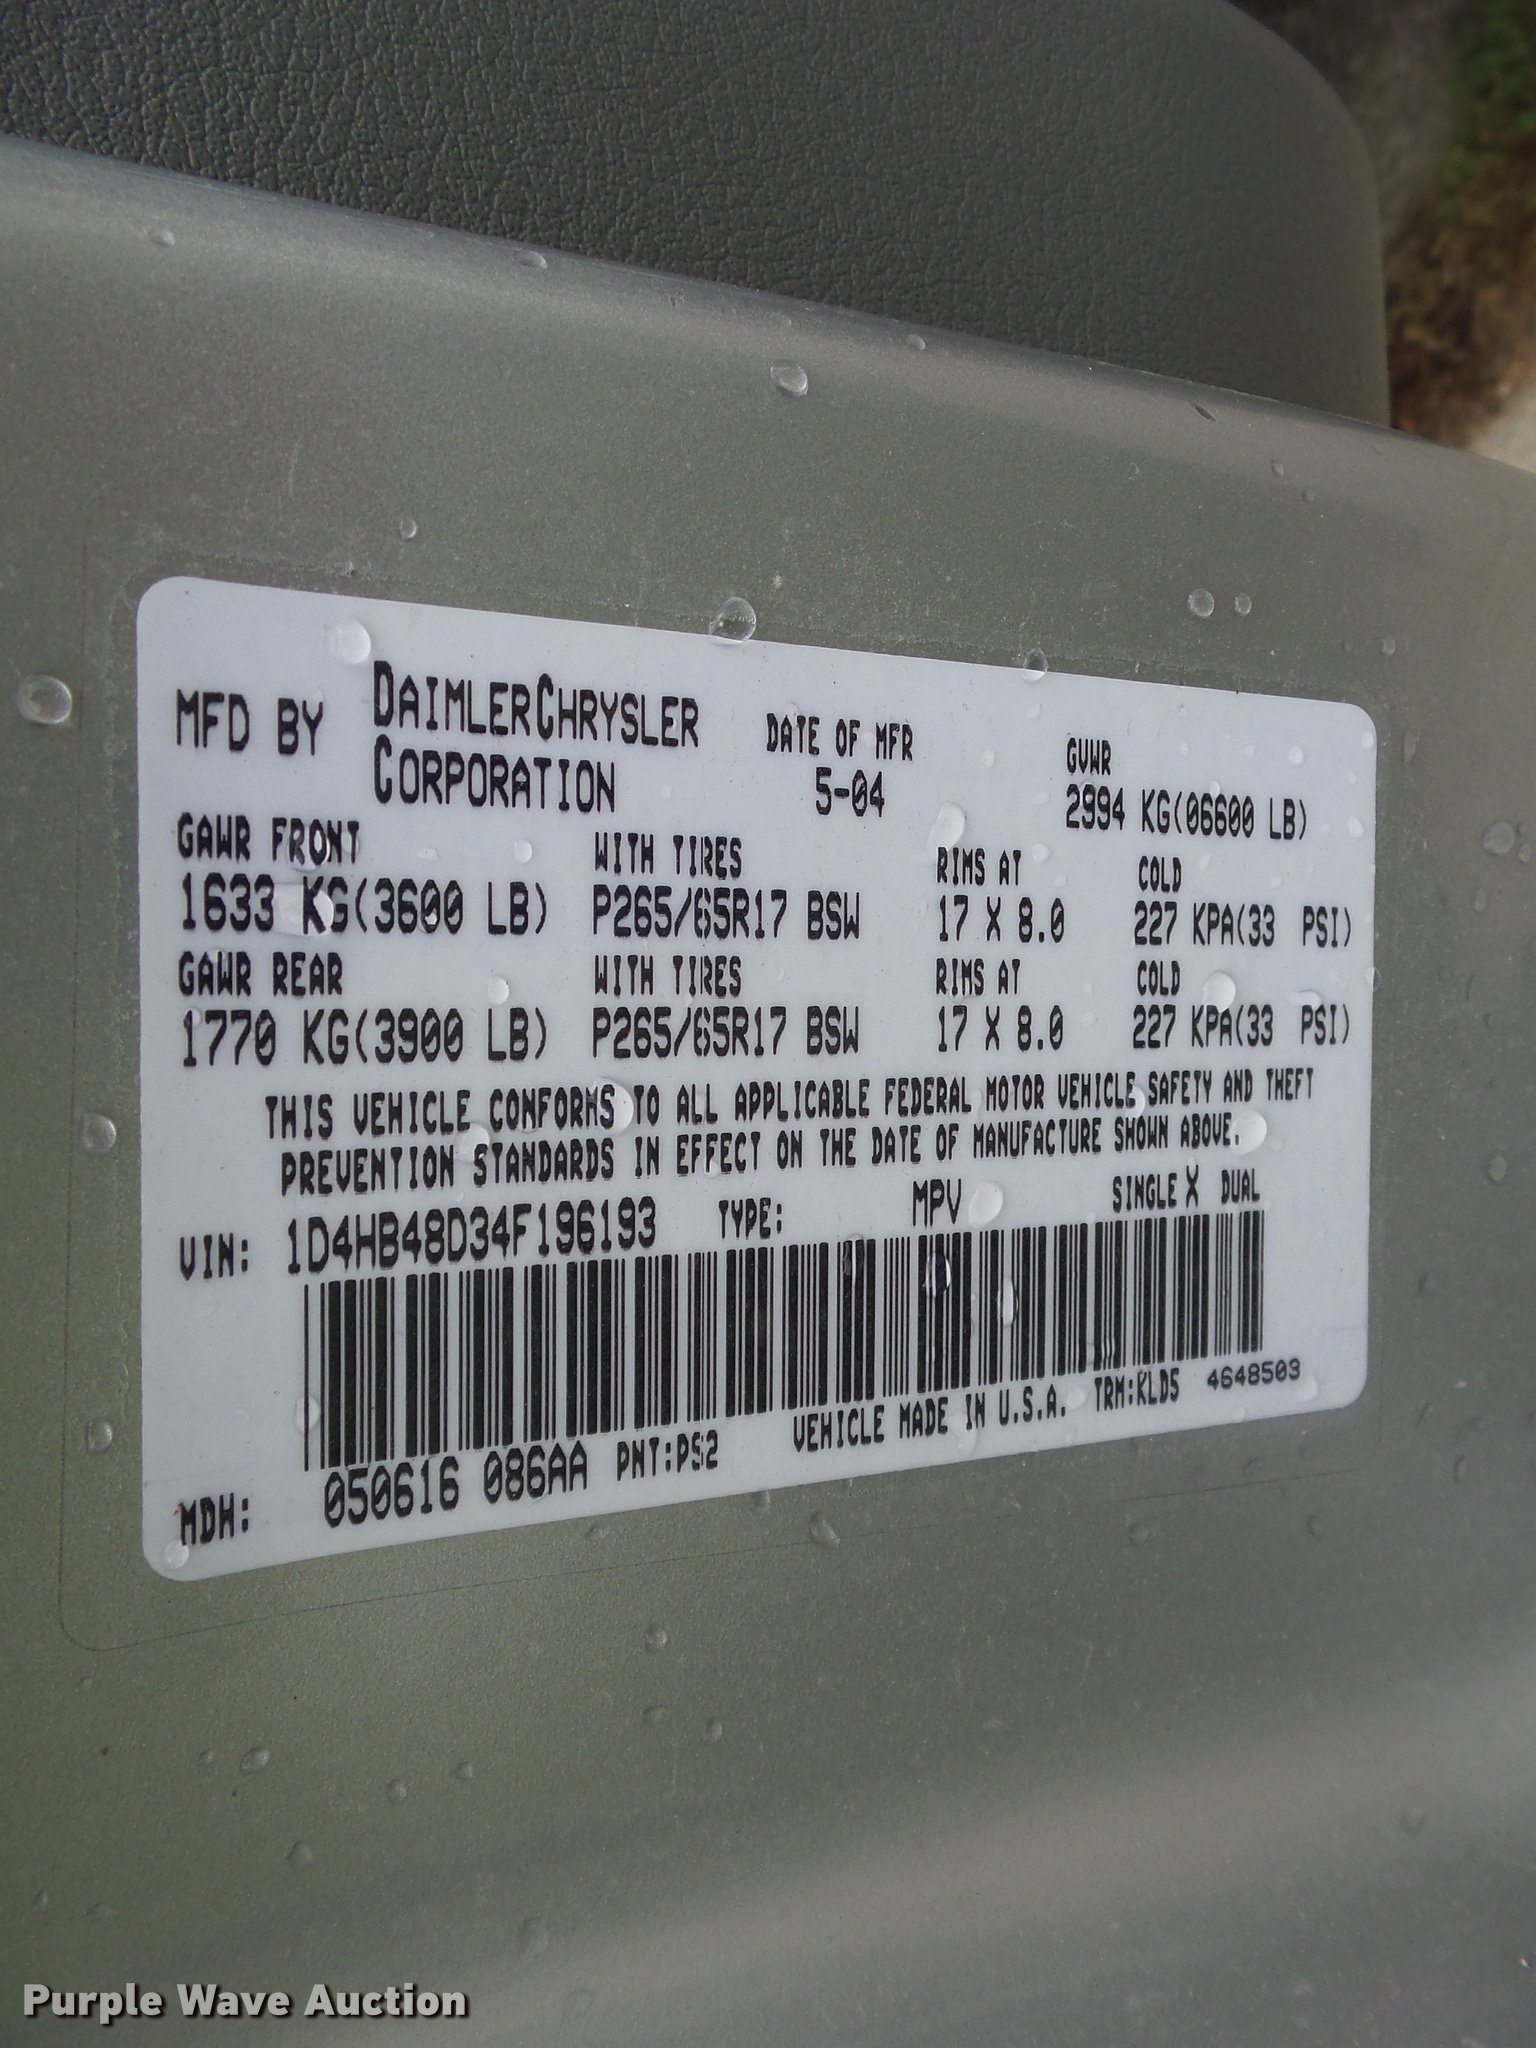 MFD BY DAIMLERCHRYSLER CORPORATION
DATE OF MFR
5-04
GVWR
2994 KG(06600 LB)
GAWR FRONT WITH TIRES RIMS AT COLD
1633 KG(3600 LB) P265/65R17 BSW 17 X 8.0 227 KPA(33 PSI)
GAWR REAR WITH TIRES RIMS AT COLD
1770 KG(3900 LB) P265/65R17 BSW 17 X 8.0 227 KPA(33 PSI)
THIS VEHICLE CONFORMS TO ALL APPLICABLE FEDERAL MOTOR VEHICLE SAFETY AND THEFT
PREVENTION STANDARDS IN EFFECT ON THE DATE OF MANUFACTURE SHOWN ABOVE.
VIN: 1D4HB48D34F196193 TYPE: MPV SINGLE X DUAL
MDH: 050616 086AA PNT:PS2 VEHICLE MADE IN U.S.A. TRM:KLD5 4648503
Purple Wave Auction